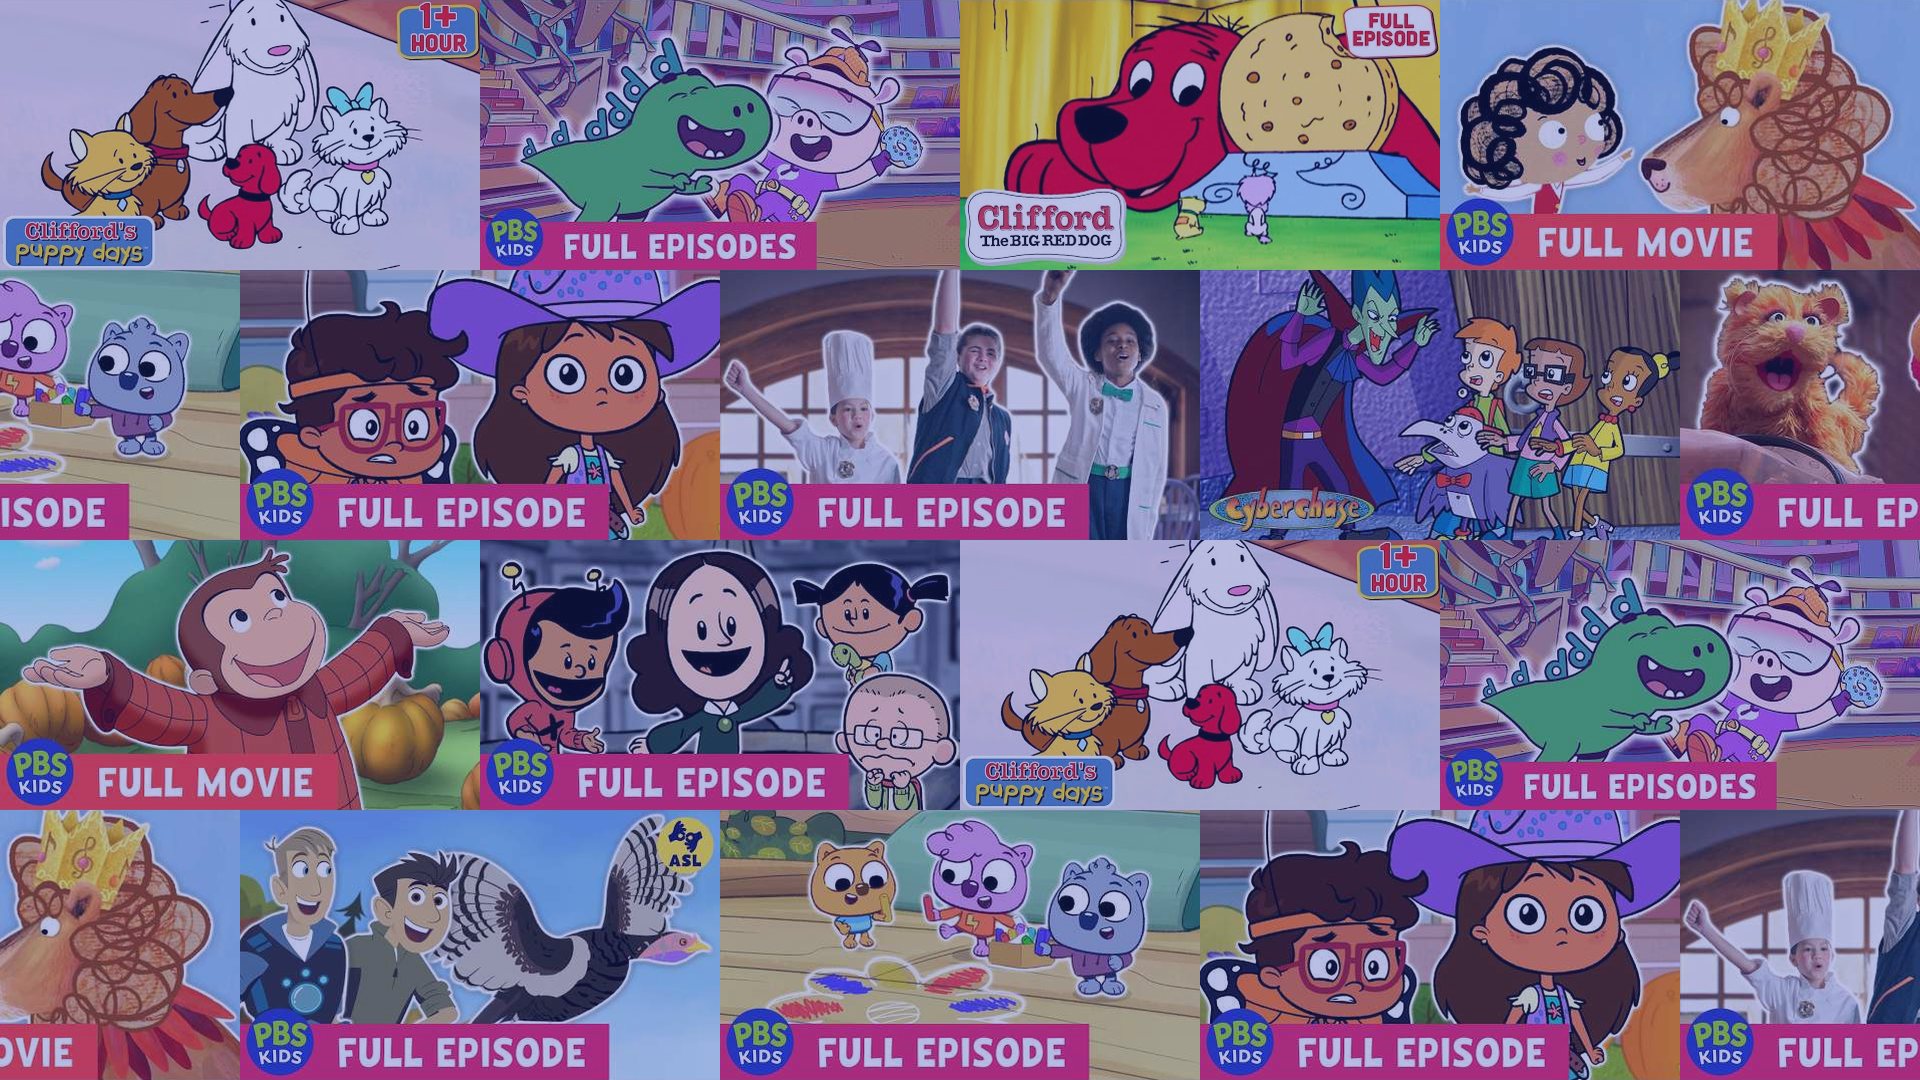 1+
HOUR
Clifford's
puppy days
d d d d d d d
PBS
KIDS
FULL EPISODES
FULL
EPISODE
Clifford
The BIG RED DOG
PBS
KIDS
FULL MOVIE
ISODE
PBS
KIDS
FULL EPISODE
PBS
KIDS
FULL EPISODE
Cyberchase
PBS
KIDS
FULL EP
PBS
KIDS
FULL MOVIE
PBS
KIDS
FULL EPISODE
1+
HOUR
Clifford's
puppy days
d d d d d d d
PBS
KIDS
FULL EPISODES
OVIE
ASL
PBS
KIDS
FULL EPISODE
PBS
KIDS
FULL EPISODE
PBS
KIDS
FULL EPISODE
PBS
KIDS
FULL EP